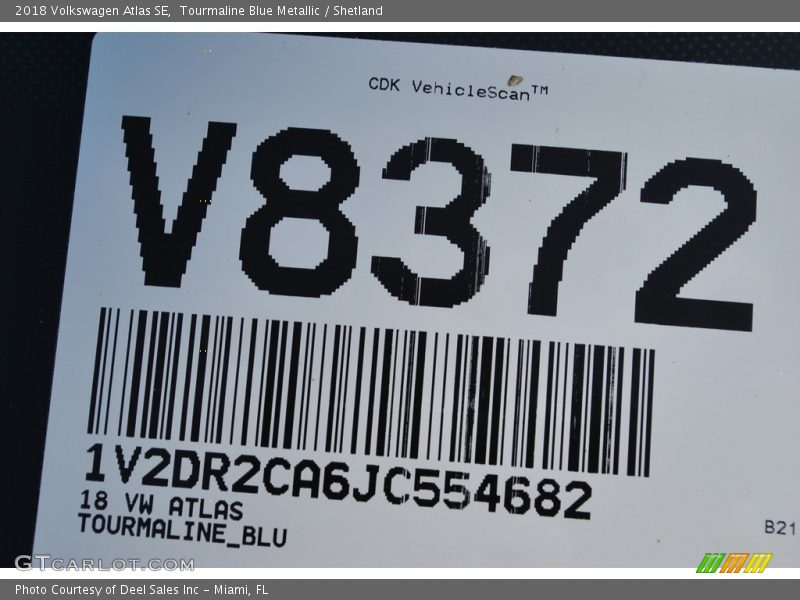 2018 Volkswagen Atlas SE,  Tourmaline Blue Metallic / Shetland
CDK VehicleScan™
V8372
1V2DR2CA6JC554682
18 VW ATLAS
TOURMALINE_BLU
B21
GTcarlot.com
Photo Courtesy of Deel Sales Inc - Miami, FL